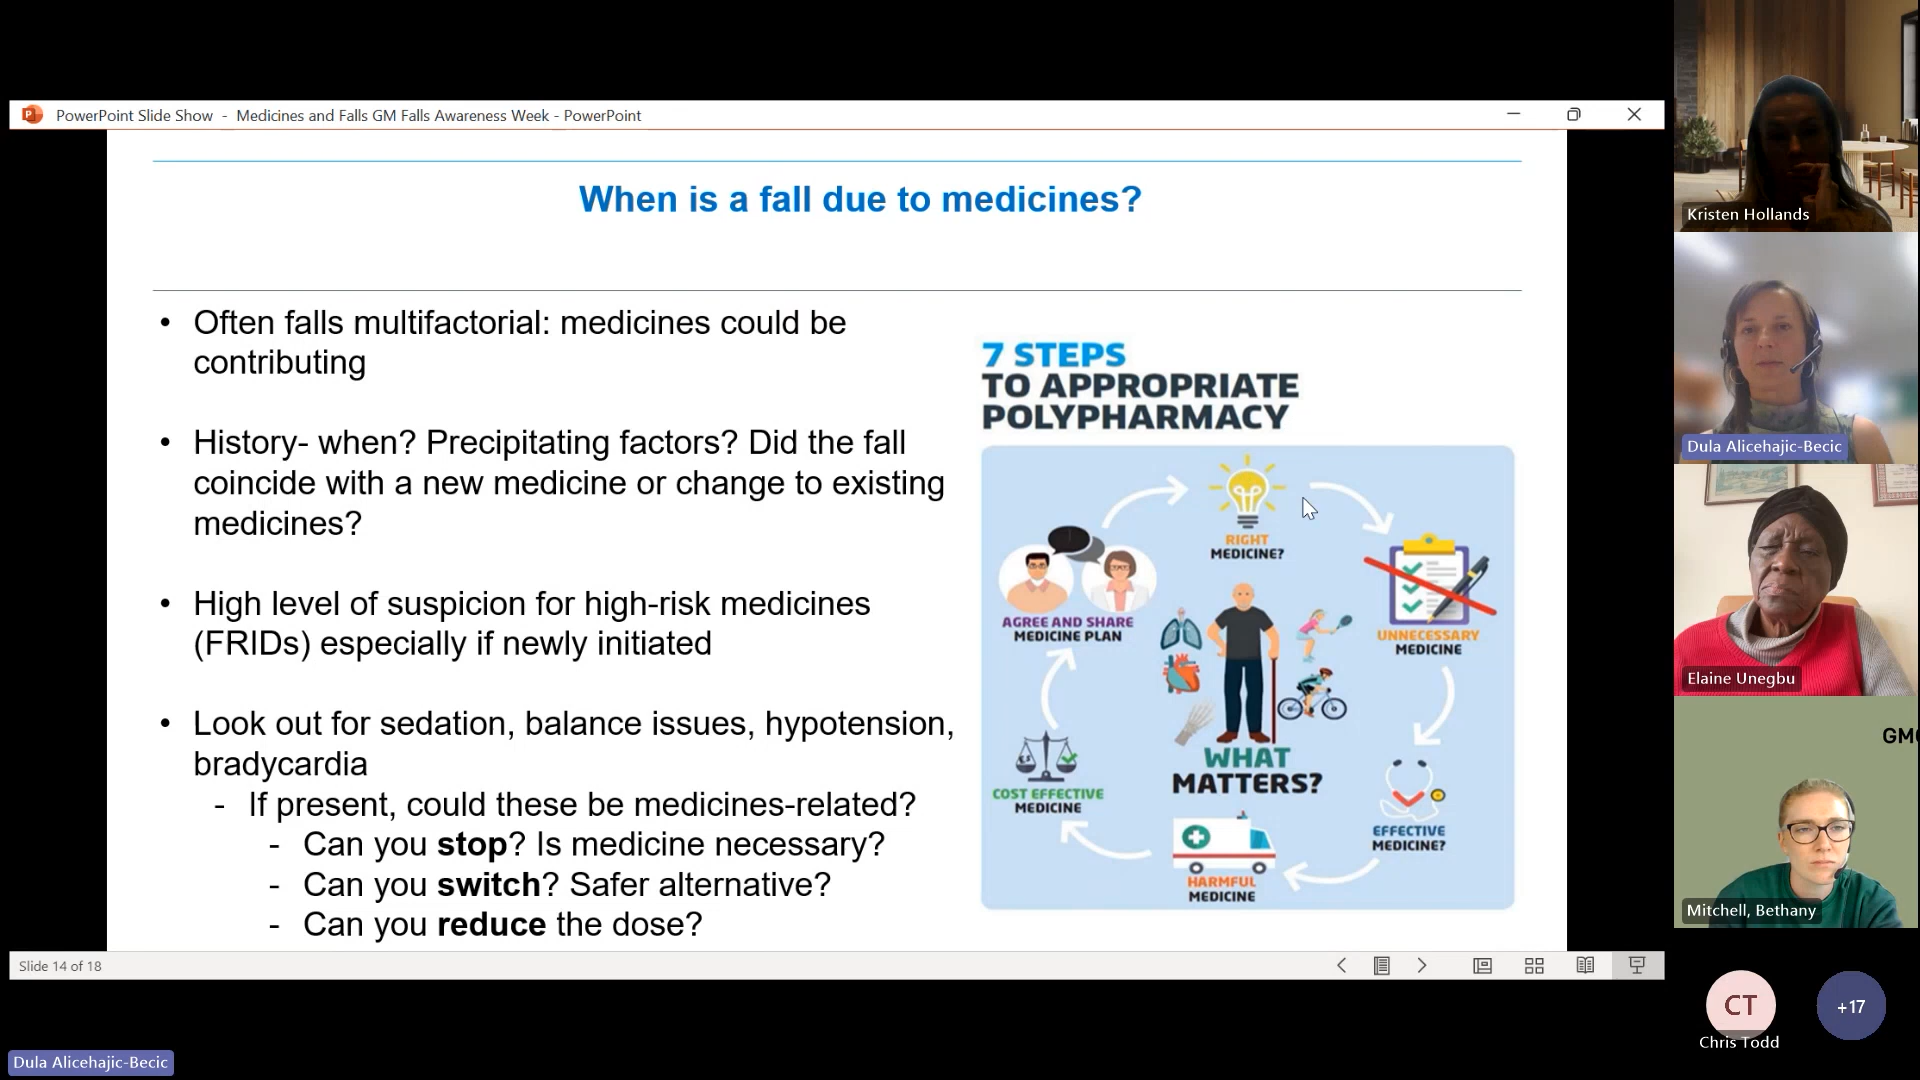 PowerPoint Slide Show - Medicines and Falls GM Falls Awareness Week - PowerPoint
When is a fall due to medicines?
• Often falls multifactorial: medicines could be
contributing
• History- when? Precipitating factors? Did the fall
coincide with a new medicine or change to existing
medicines?
• High level of suspicion for high-risk medicines
(FRIDs) especially if newly initiated
• Look out for sedation, balance issues, hypotension,
bradycardia
- If present, could these be medicines-related?
- Can you stop? Is medicine necessary?
- Can you switch? Safer alternative?
- Can you reduce the dose?
7 STEPS
TO APPROPRIATE
POLYPHARMACY
RIGHT
MEDICINE?
UNNECESSARY
MEDICINE
EFFECTIVE
MEDICINE?
HARMFUL
MEDICINE
COST EFFECTIVE
MEDICINE
AGREE AND SHARE
MEDICINE PLAN
WHAT
MATTERS?
Slide 14 of 18
Dula Alicehajic-Becic
Kristen Hollands
Dula Alicehajic-Becic
Elaine Unegbu
GM
Mitchell, Bethany
CT
Chris Todd
+17